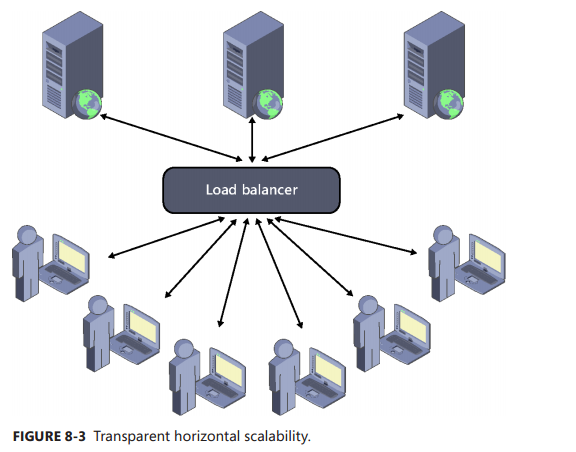 Load balancer
FIGURE 8-3 Transparent horizontal scalability.